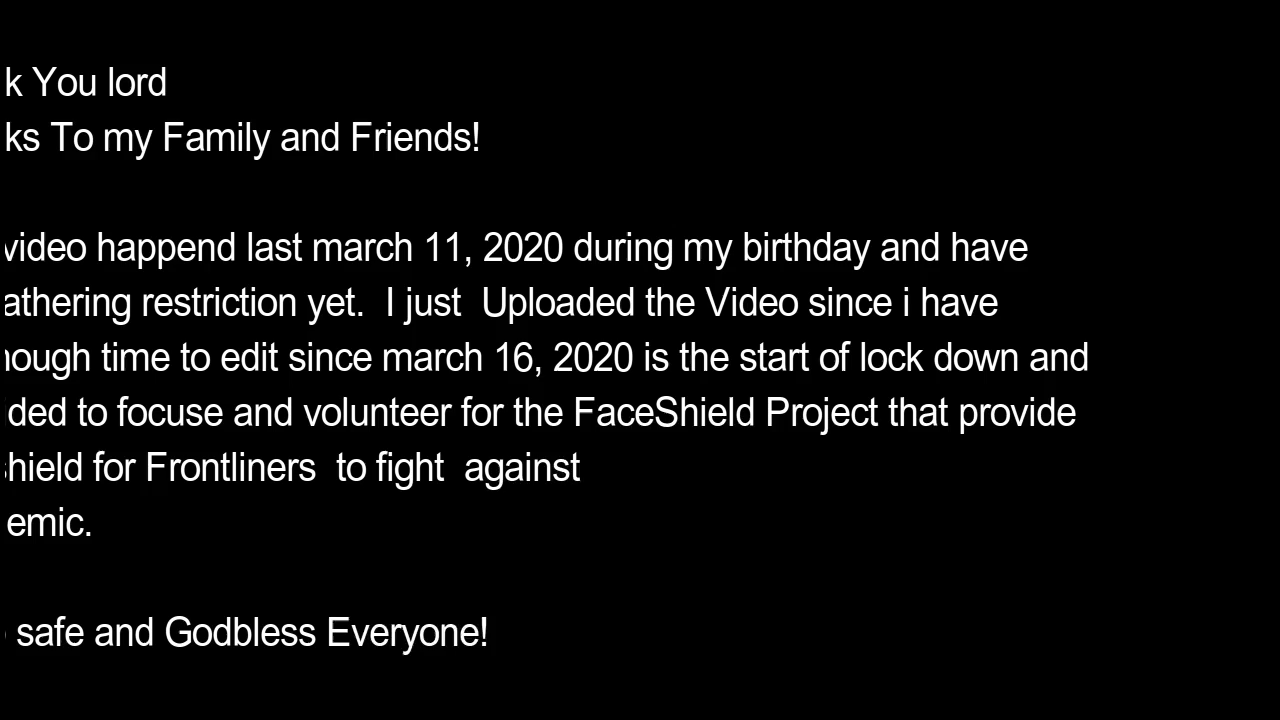 k You lord
ks To my Family and Friends!
video happend last march 11, 2020 during my birthday and have
athering restriction yet. I just Uploaded the Video since i have
nough time to edit since march 16, 2020 is the start of lock down and
ided to focuse and volunteer for the FaceShield Project that provide
hield for Frontliners to fight against
emic.
safe and Godbless Everyone!